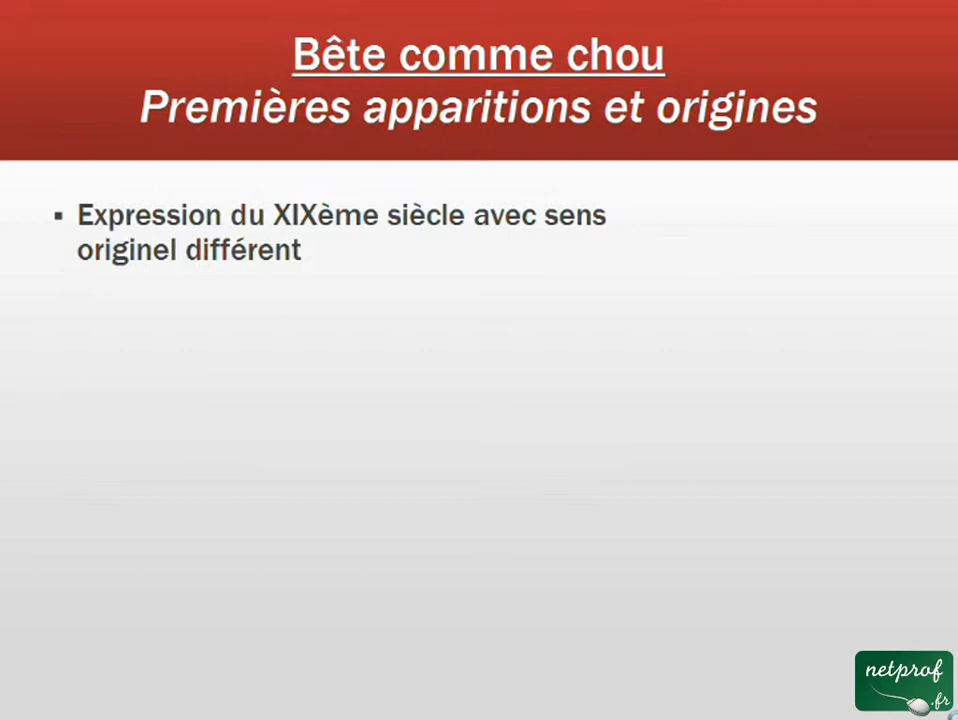 Bête comme chou
Premières apparitions et origines
▪ Expression du XIXème siècle avec sens
originel différent
netprof
.fr